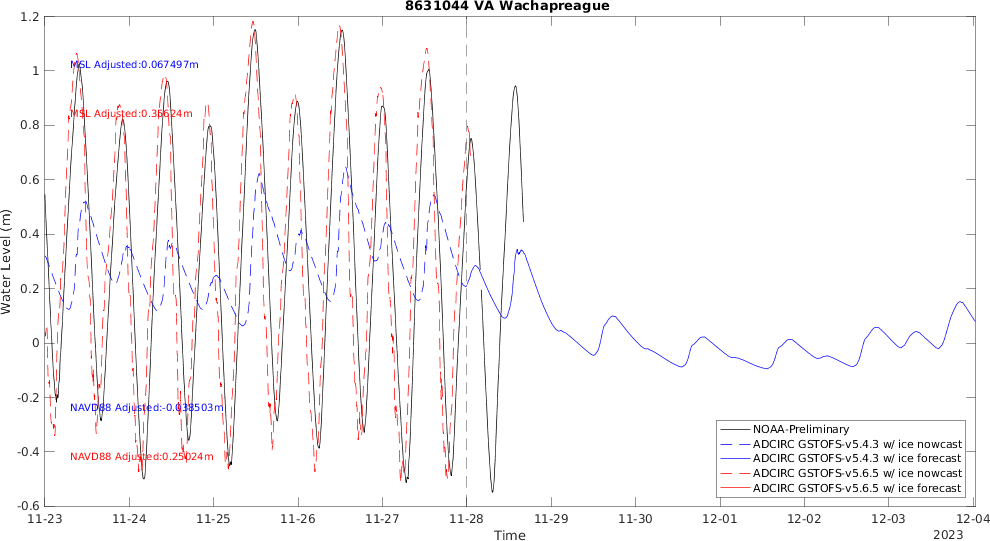 8631044 VA Wachapreague
1.2
1
0.8
0.6
0.4
0.2
0
-0.2
-0.4
-0.6
Water Level (m)
MSL Adjusted:0.067497m
MSL Adjusted:0.35624m
NAVD88 Adjusted:-0.038503m
NAVD88 Adjusted:0.25024m
NOAA-Preliminary
ADCIRC GSTOFS-v5.4.3 w/ ice nowcast
ADCIRC GSTOFS-v5.4.3 w/ ice forecast
ADCIRC GSTOFS-v5.6.5 w/ ice nowcast
ADCIRC GSTOFS-v5.6.5 w/ ice forecast
11-23 11-24 11-25 11-26 11-27 11-28 11-29 11-30 12-01 12-02 12-03 12-04
Time
2023